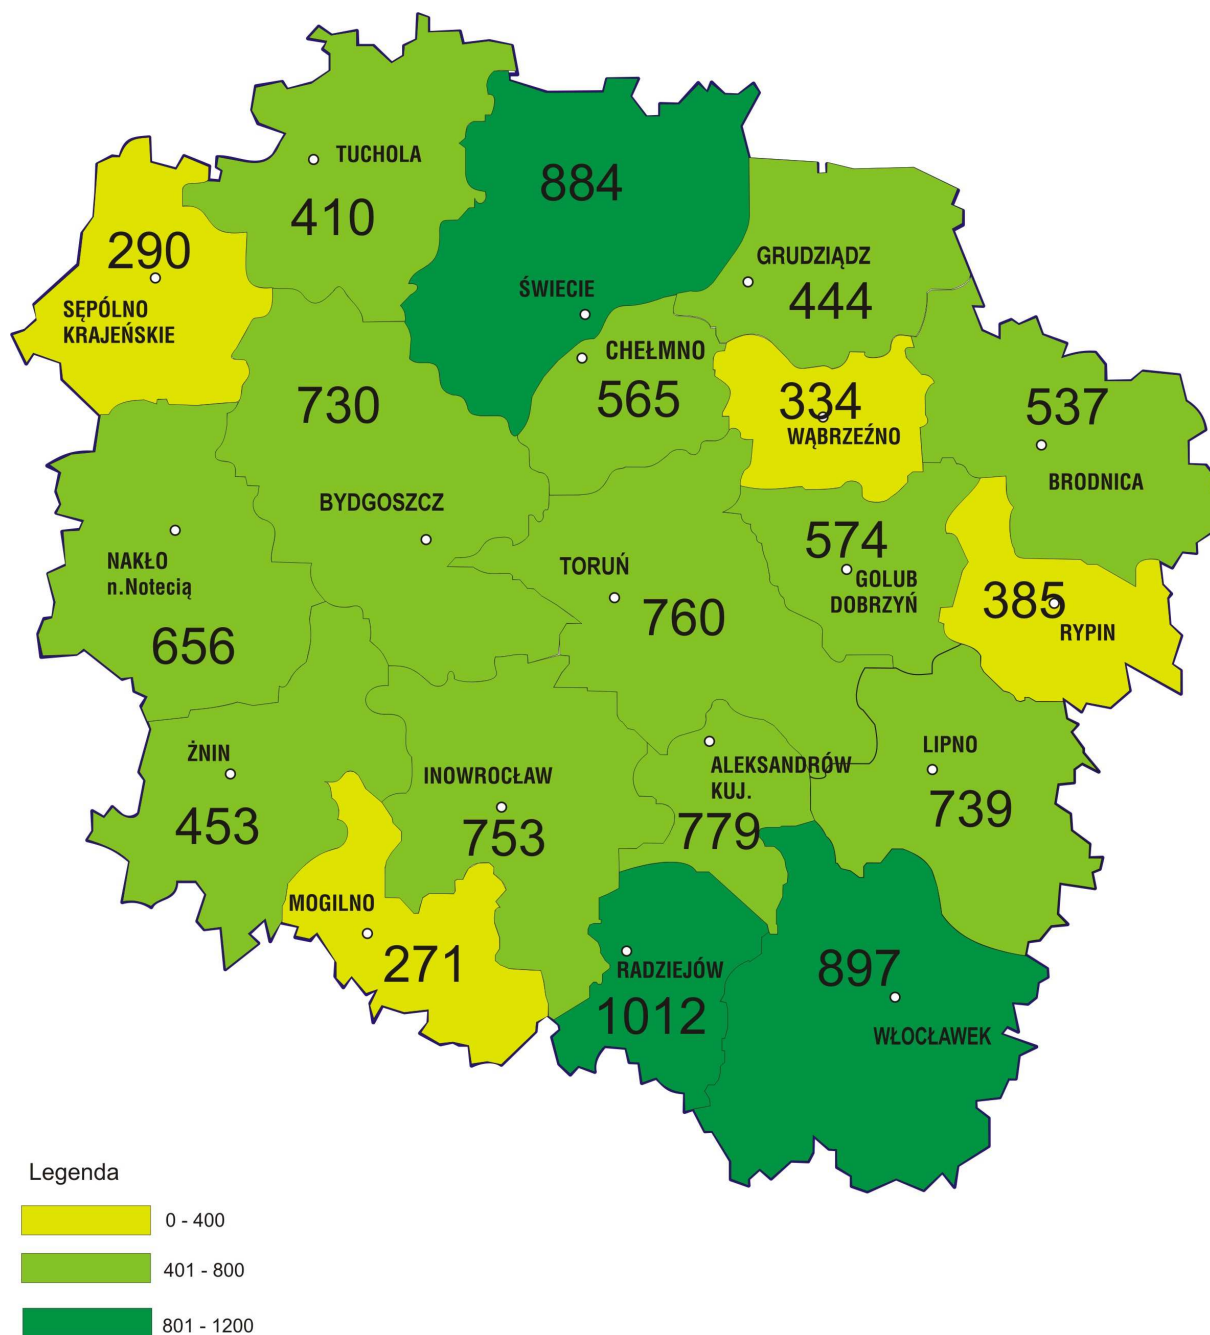 TUCHOLA
410
884
ŚWIECIE
290
SĘPÓLNO
KRAJEŃSKIE
GRUDZIĄDZ
444
CHEŁMNO
565
730
BYDGOSZCZ
334
WĄBRZEŹNO
537
BRODNICA
NAKŁO
n.Notecią
656
TORUŃ
760
574
GOLUB
DOBRZYŃ
385
RYPIN
ŻNIN
453
INOWROCŁAW
753
ALEKSANDRÓW
KUJ.
779
LIPNO
739
MOGILNO
271
RADZIEJÓW
1012
897
WŁOCŁAWEK
Legenda
0 - 400
401 - 800
801 - 1200